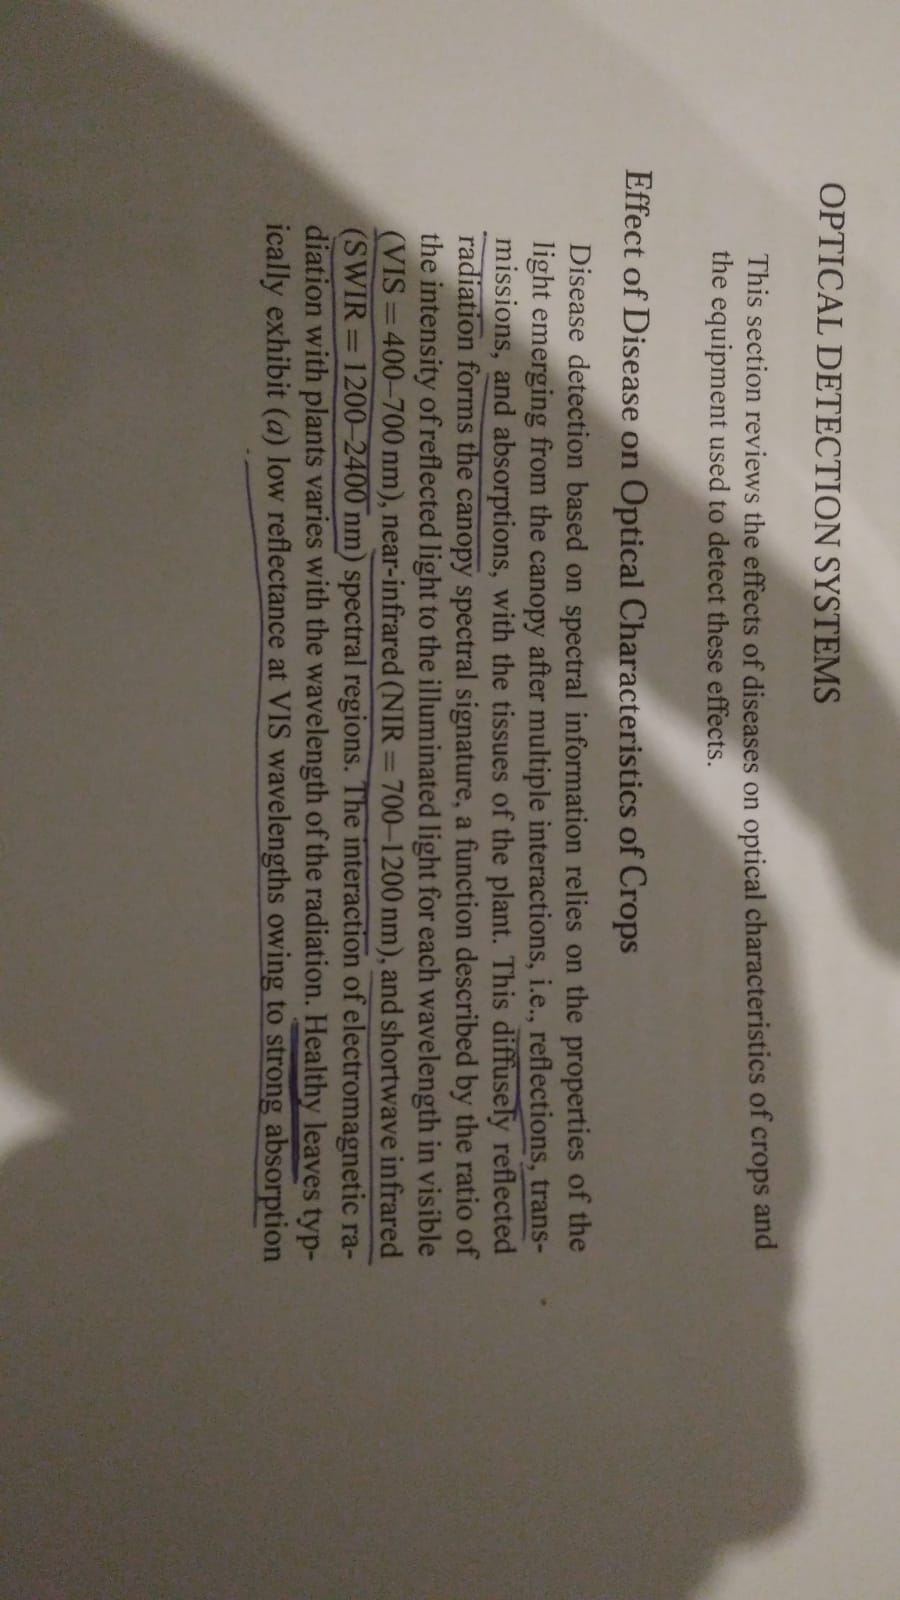 OPTICAL DETECTION SYSTEMS
This section reviews the effects of diseases on optical characteristics of crops and
the equipment used to detect these effects.
Effect of Disease on Optical Characteristics of Crops
Disease detection based on spectral information relies on the properties of the
light emerging from the canopy after multiple interactions, i.e., reflections, trans-
missions, and absorptions, with the tissues of the plant. This diffusely reflected
radiation forms the canopy spectral signature, a function described by the ratio of
the intensity of reflected light to the illuminated light for each wavelength in visible
(VIS = 400–700 nm), near-infrared (NIR = 700–1200 nm), and shortwave infrared
(SWIR = 1200–2400 nm) spectral regions. The interaction of electromagnetic ra-
diation with plants varies with the wavelength of the radiation. Healthy leaves typ-
ically exhibit (a) low reflectance at VIS wavelengths owing to strong absorption